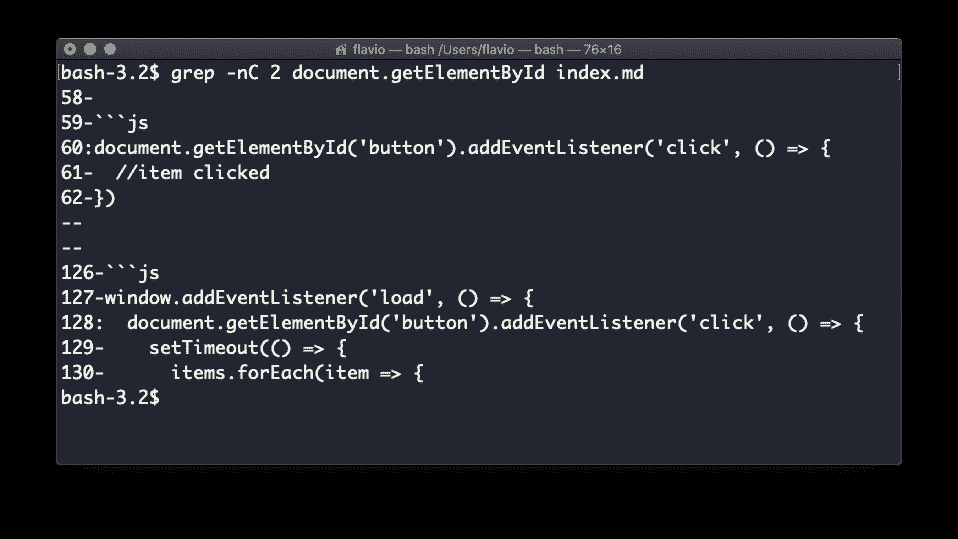 flavio — bash /Users/flavio — bash — 76×16
bash-3.2$ grep -nC 2 document.getElementById index.md
58-
59-```js
60:document.getElementById('button').addEventListener('click', () => {
61-  //item clicked
62-})
--
--
126-```js
127-window.addEventListener('load', () => {
128:  document.getElementById('button').addEventListener('click', () => {
129-    setTimeout(() => {
130-      items.forEach(item => {
bash-3.2$